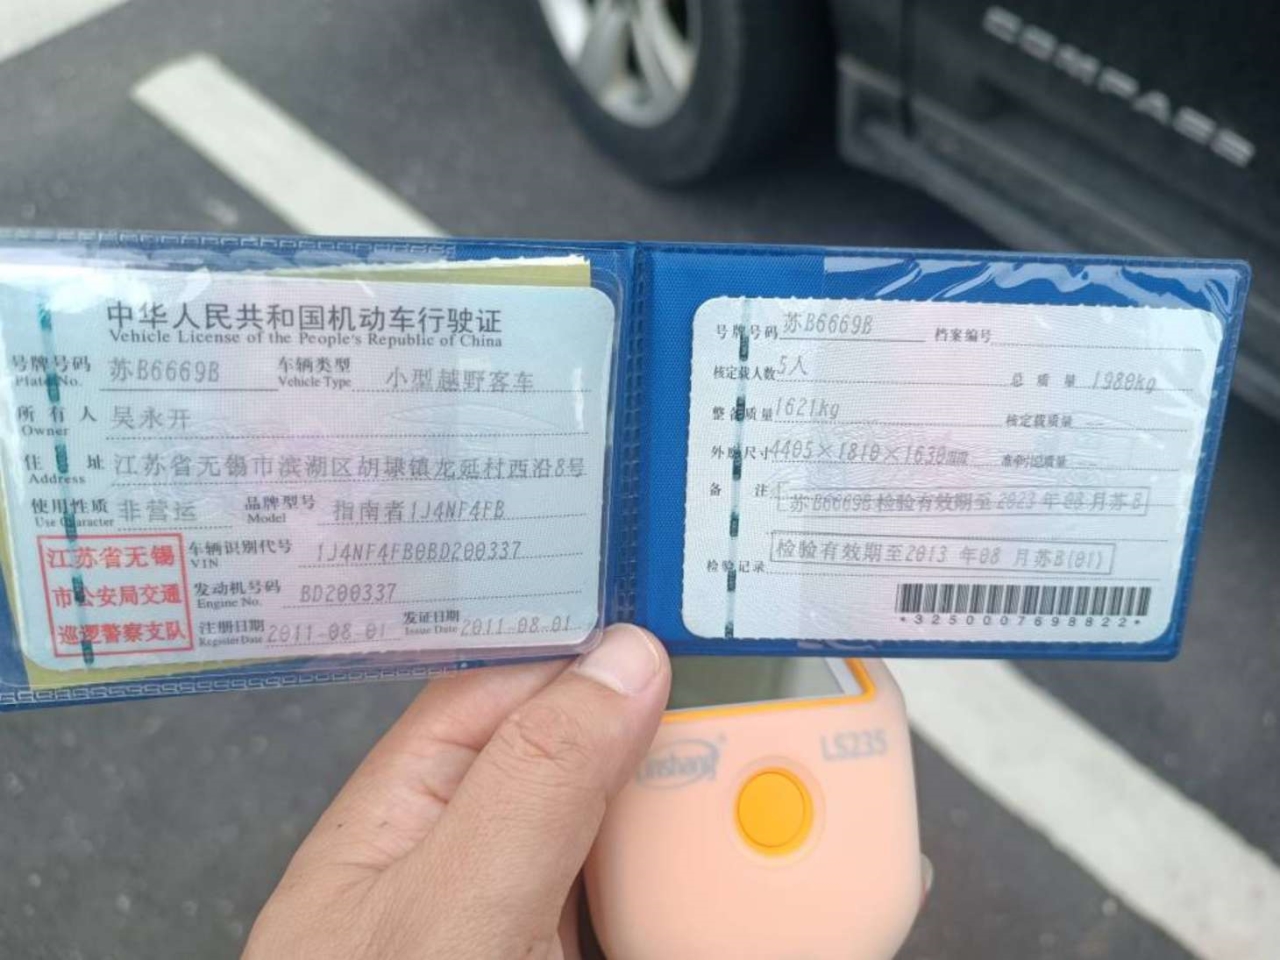 COMPASS
中华人民共和国机动车行驶证
Vehicle License of the People's Republic of China
号牌号码 苏B6669B 车辆类型 小型越野客车
Plate No. Vehicle Type
所有人 吴永开
Owner
住址 江苏省无锡市滨湖区胡埭镇龙延村西沿8号
Address
使用性质 非营运 品牌型号 指南者1J4NF4FB
Use Character Model
江苏省无锡
市公安局交通
巡逻警察支队
车辆识别代号 1J4NF4FB0BD200337
VIN
发动机号码 BD200337
Engine No.
注册日期 2011-08-01 发证日期 2011-08-01
Register Date Issue Date
号牌号码 苏B6669B 档案编号
核定载人数 5人 总质量 1980kg
整备质量 1621kg 核定载质量 --
外廓尺寸 4405×1810×1630 准牵引总质量 --
备注 苏B6669B检验有效期至2023年08月苏B
检验记录 检验有效期至2013年08月苏B(01)
*3250007698822*
LS235